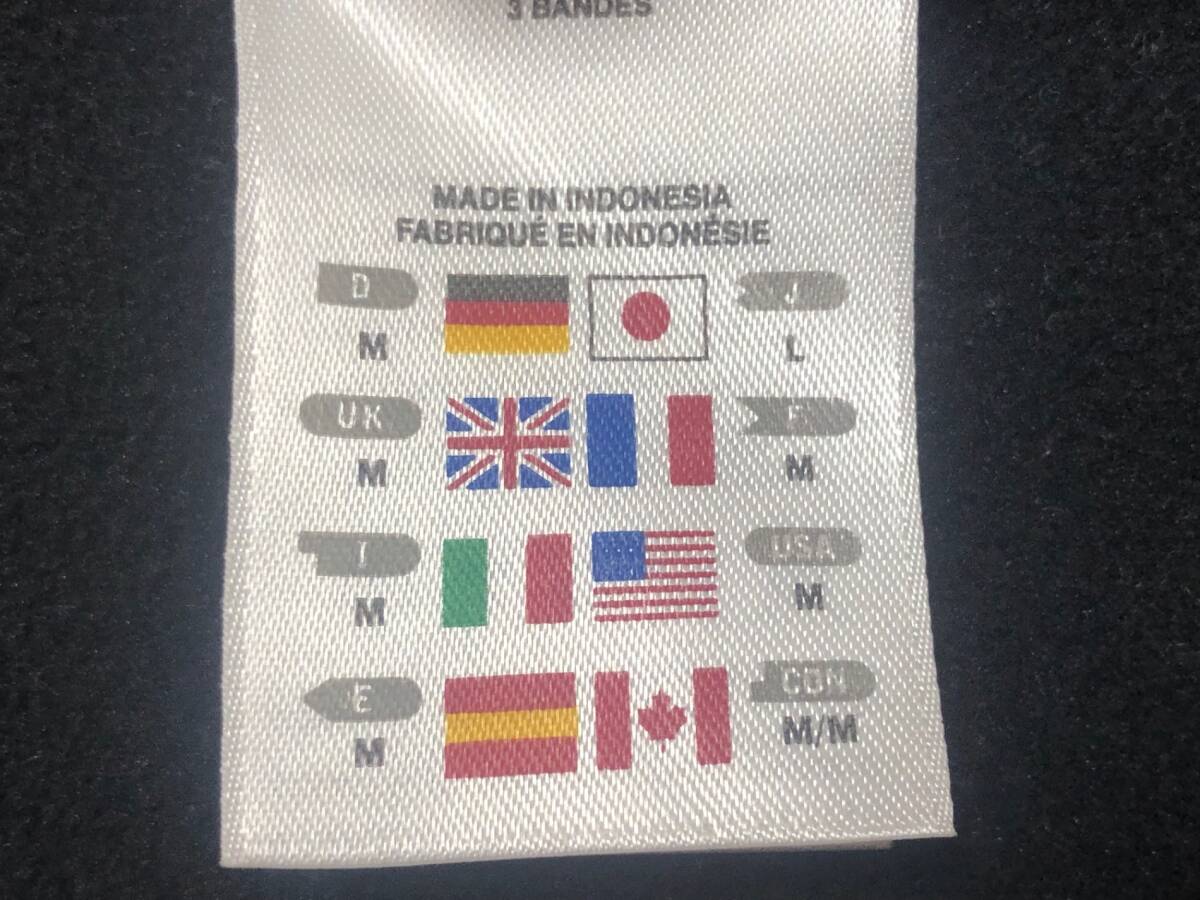 3 BANDES
MADE IN INDONESIA
FABRIQUÉ EN INDONÉSIE
D J
M L
UK F
M M
I USA
M M
E CDN
M M/M